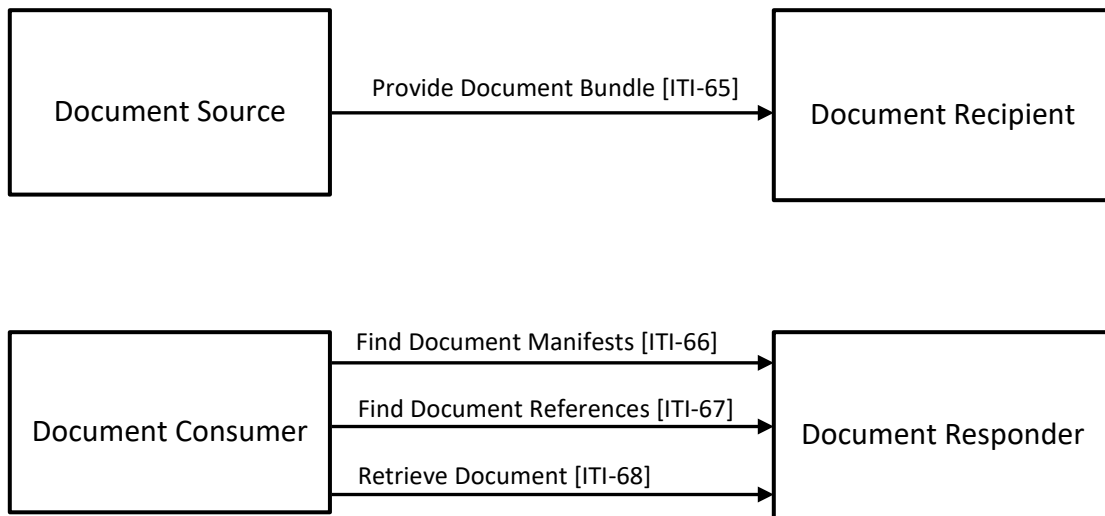 Document Source
Provide Document Bundle [ITI-65]
Document Recipient
Document Consumer
Find Document Manifests [ITI-66]
Find Document References [ITI-67]
Retrieve Document [ITI-68]
Document Responder